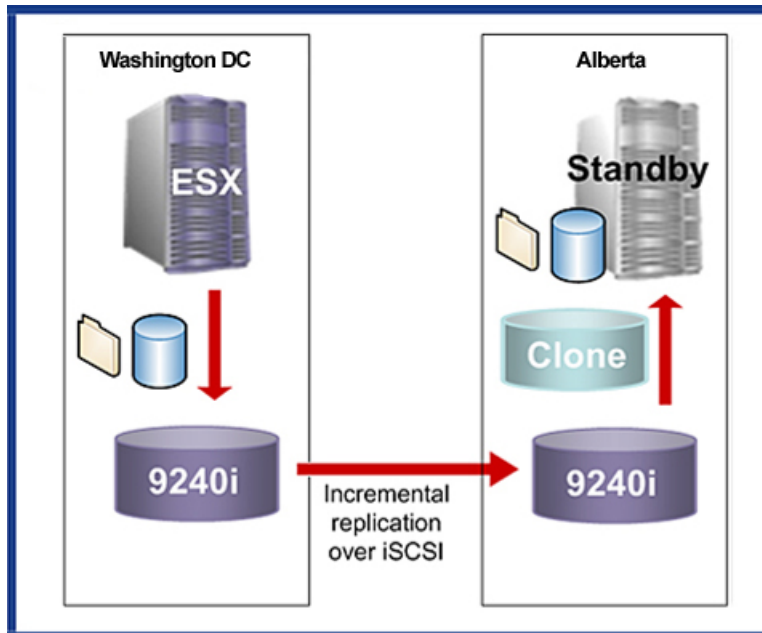 Washington DC
ESX
9240i
Incremental
replication
over iSCSI
Alberta
Standby
Clone
9240i